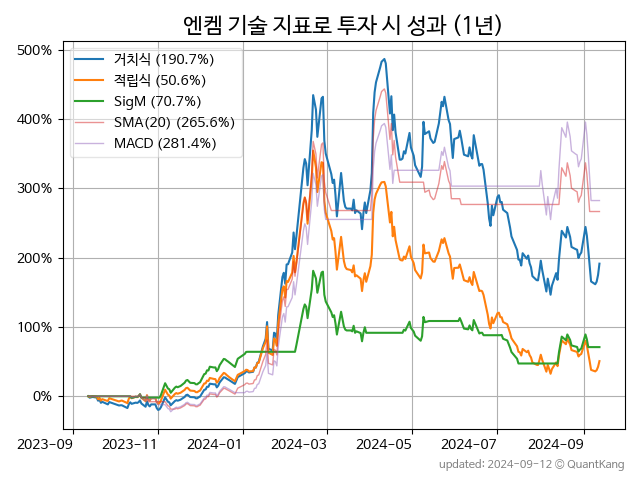 엔켐 기술 지표로 투자 시 성과 (1년)
500%
400%
300%
200%
100%
0%
거치식 (190.7%)
적립식 (50.6%)
SigM (70.7%)
SMA(20) (265.6%)
MACD (281.4%)
2023-09 2023-11 2024-01 2024-03 2024-05 2024-07 2024-09
updated: 2024-09-12 ⓒ QuantKang